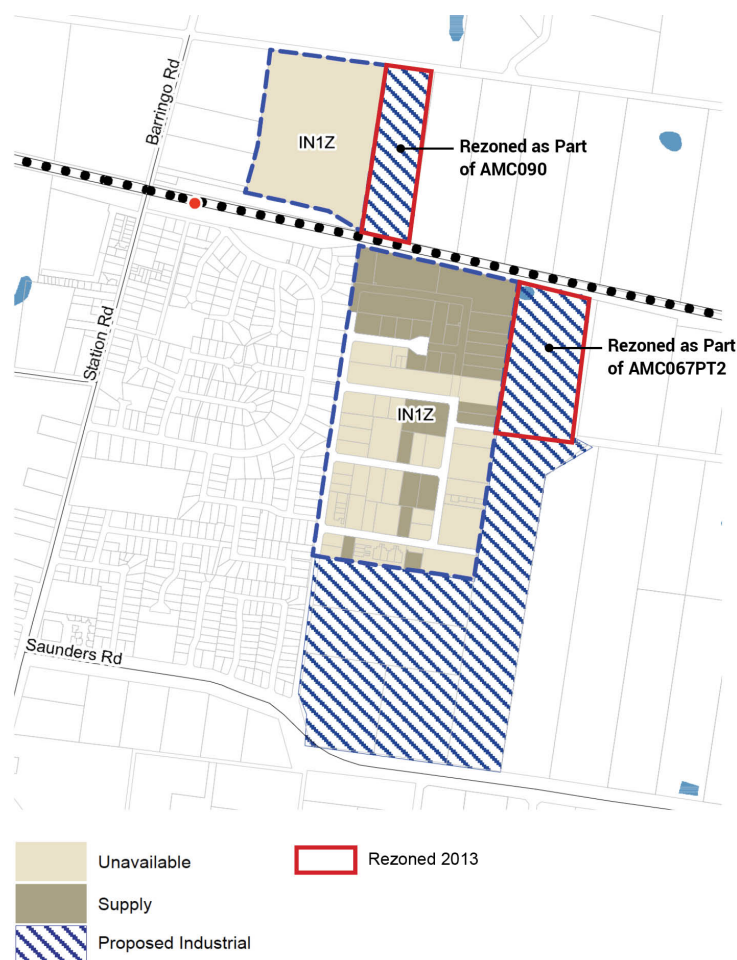 Barringo Rd
IN1Z
Rezoned as Part
of AMC090
Station Rd
Rezoned as Part
of AMC067PT2
IN1Z
Saunders Rd
Unavailable
Rezoned 2013
Supply
Proposed Industrial